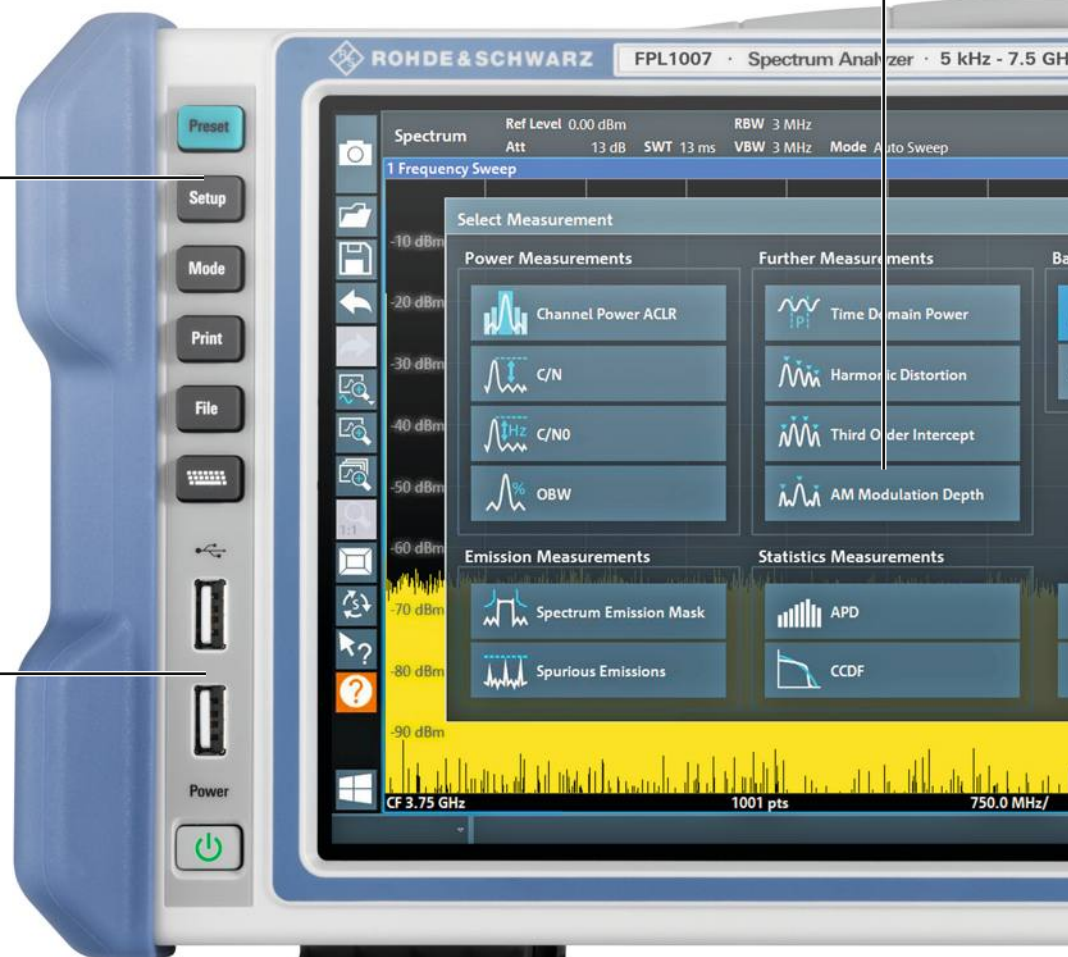 ROHDE&SCHWARZ
FPL1007 · Spectrum Analyzer · 5 kHz - 7.5 GH
Preset
Setup
Mode
Print
File
Power
Spectrum
Ref Level 0.00 dBm
RBW 3 MHz
Att 13 dB SWT 13 ms VBW 3 MHz Mode Auto Sweep
1 Frequency Sweep
Select Measurement
Power Measurements
Channel Power ACLR
C/N
Hz
C/N0
%
OBW
Further Measurements
P
Time Domain Power
Harmonic Distortion
Third Order Intercept
AM Modulation Depth
Ba
Emission Measurements
Spectrum Emission Mask
Spurious Emissions
Statistics Measurements
APD
CCDF
-10 dBm
-20 dBm
-30 dBm
-40 dBm
-50 dBm
-60 dBm
-70 dBm
-80 dBm
-90 dBm
1:1
S
?
?
CF 3.75 GHz 1001 pts 750.0 MHz/